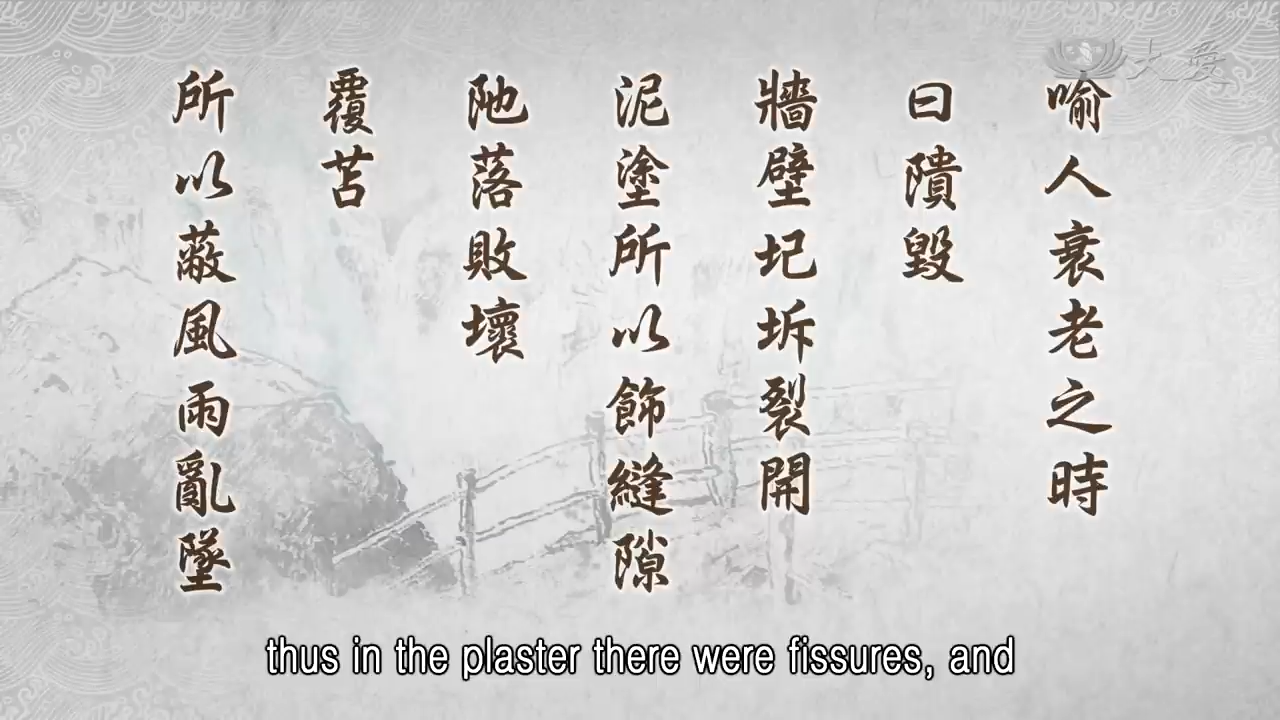 大愛
喻人衰老之時
曰隤毀
牆壁圮坼裂開
泥塗所以飾縫隙
阤落敗壞
覆苫
所以蔽風雨亂墜
thus in the plaster there were fissures, and